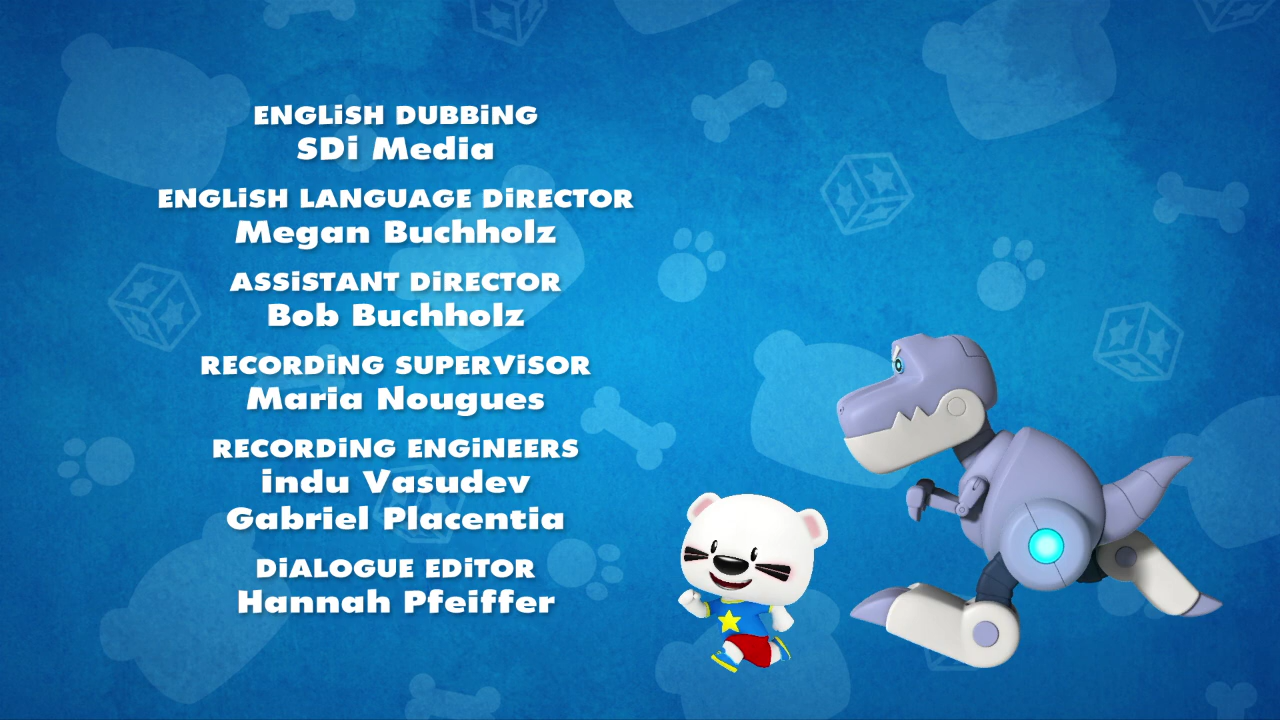 ENGLiSH DUBBiNG
SDi Media
ENGLiSH LANGUAGE DiRECTOR
Megan Buchholz
ASSiSTANT DiRECTOR
Bob Buchholz
RECORDiNG SUPERViSOR
Maria Nougues
RECORDiNG ENGiNEERS
indu Vasudev
Gabriel Placentia
DiALOGUE EDiTOR
Hannah Pfeiffer